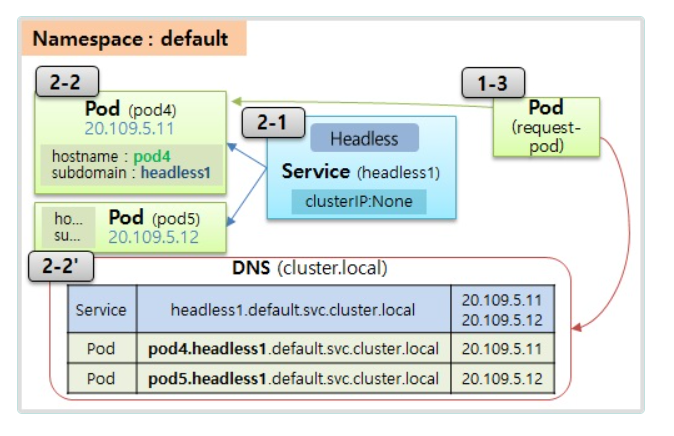 Namespace : default
2-2
Pod (pod4)
20.109.5.11
hostname : pod4
subdomain : headless1
2-1
Headless
Service (headless1)
clusterIP:None
1-3
Pod
(request-
pod)
ho...
su...
Pod (pod5)
20.109.5.12
2-2'
DNS (cluster.local)
Service headless1.default.svc.cluster.local 20.109.5.11
20.109.5.12
Pod pod4.headless1.default.svc.cluster.local 20.109.5.11
Pod pod5.headless1.default.svc.cluster.local 20.109.5.12